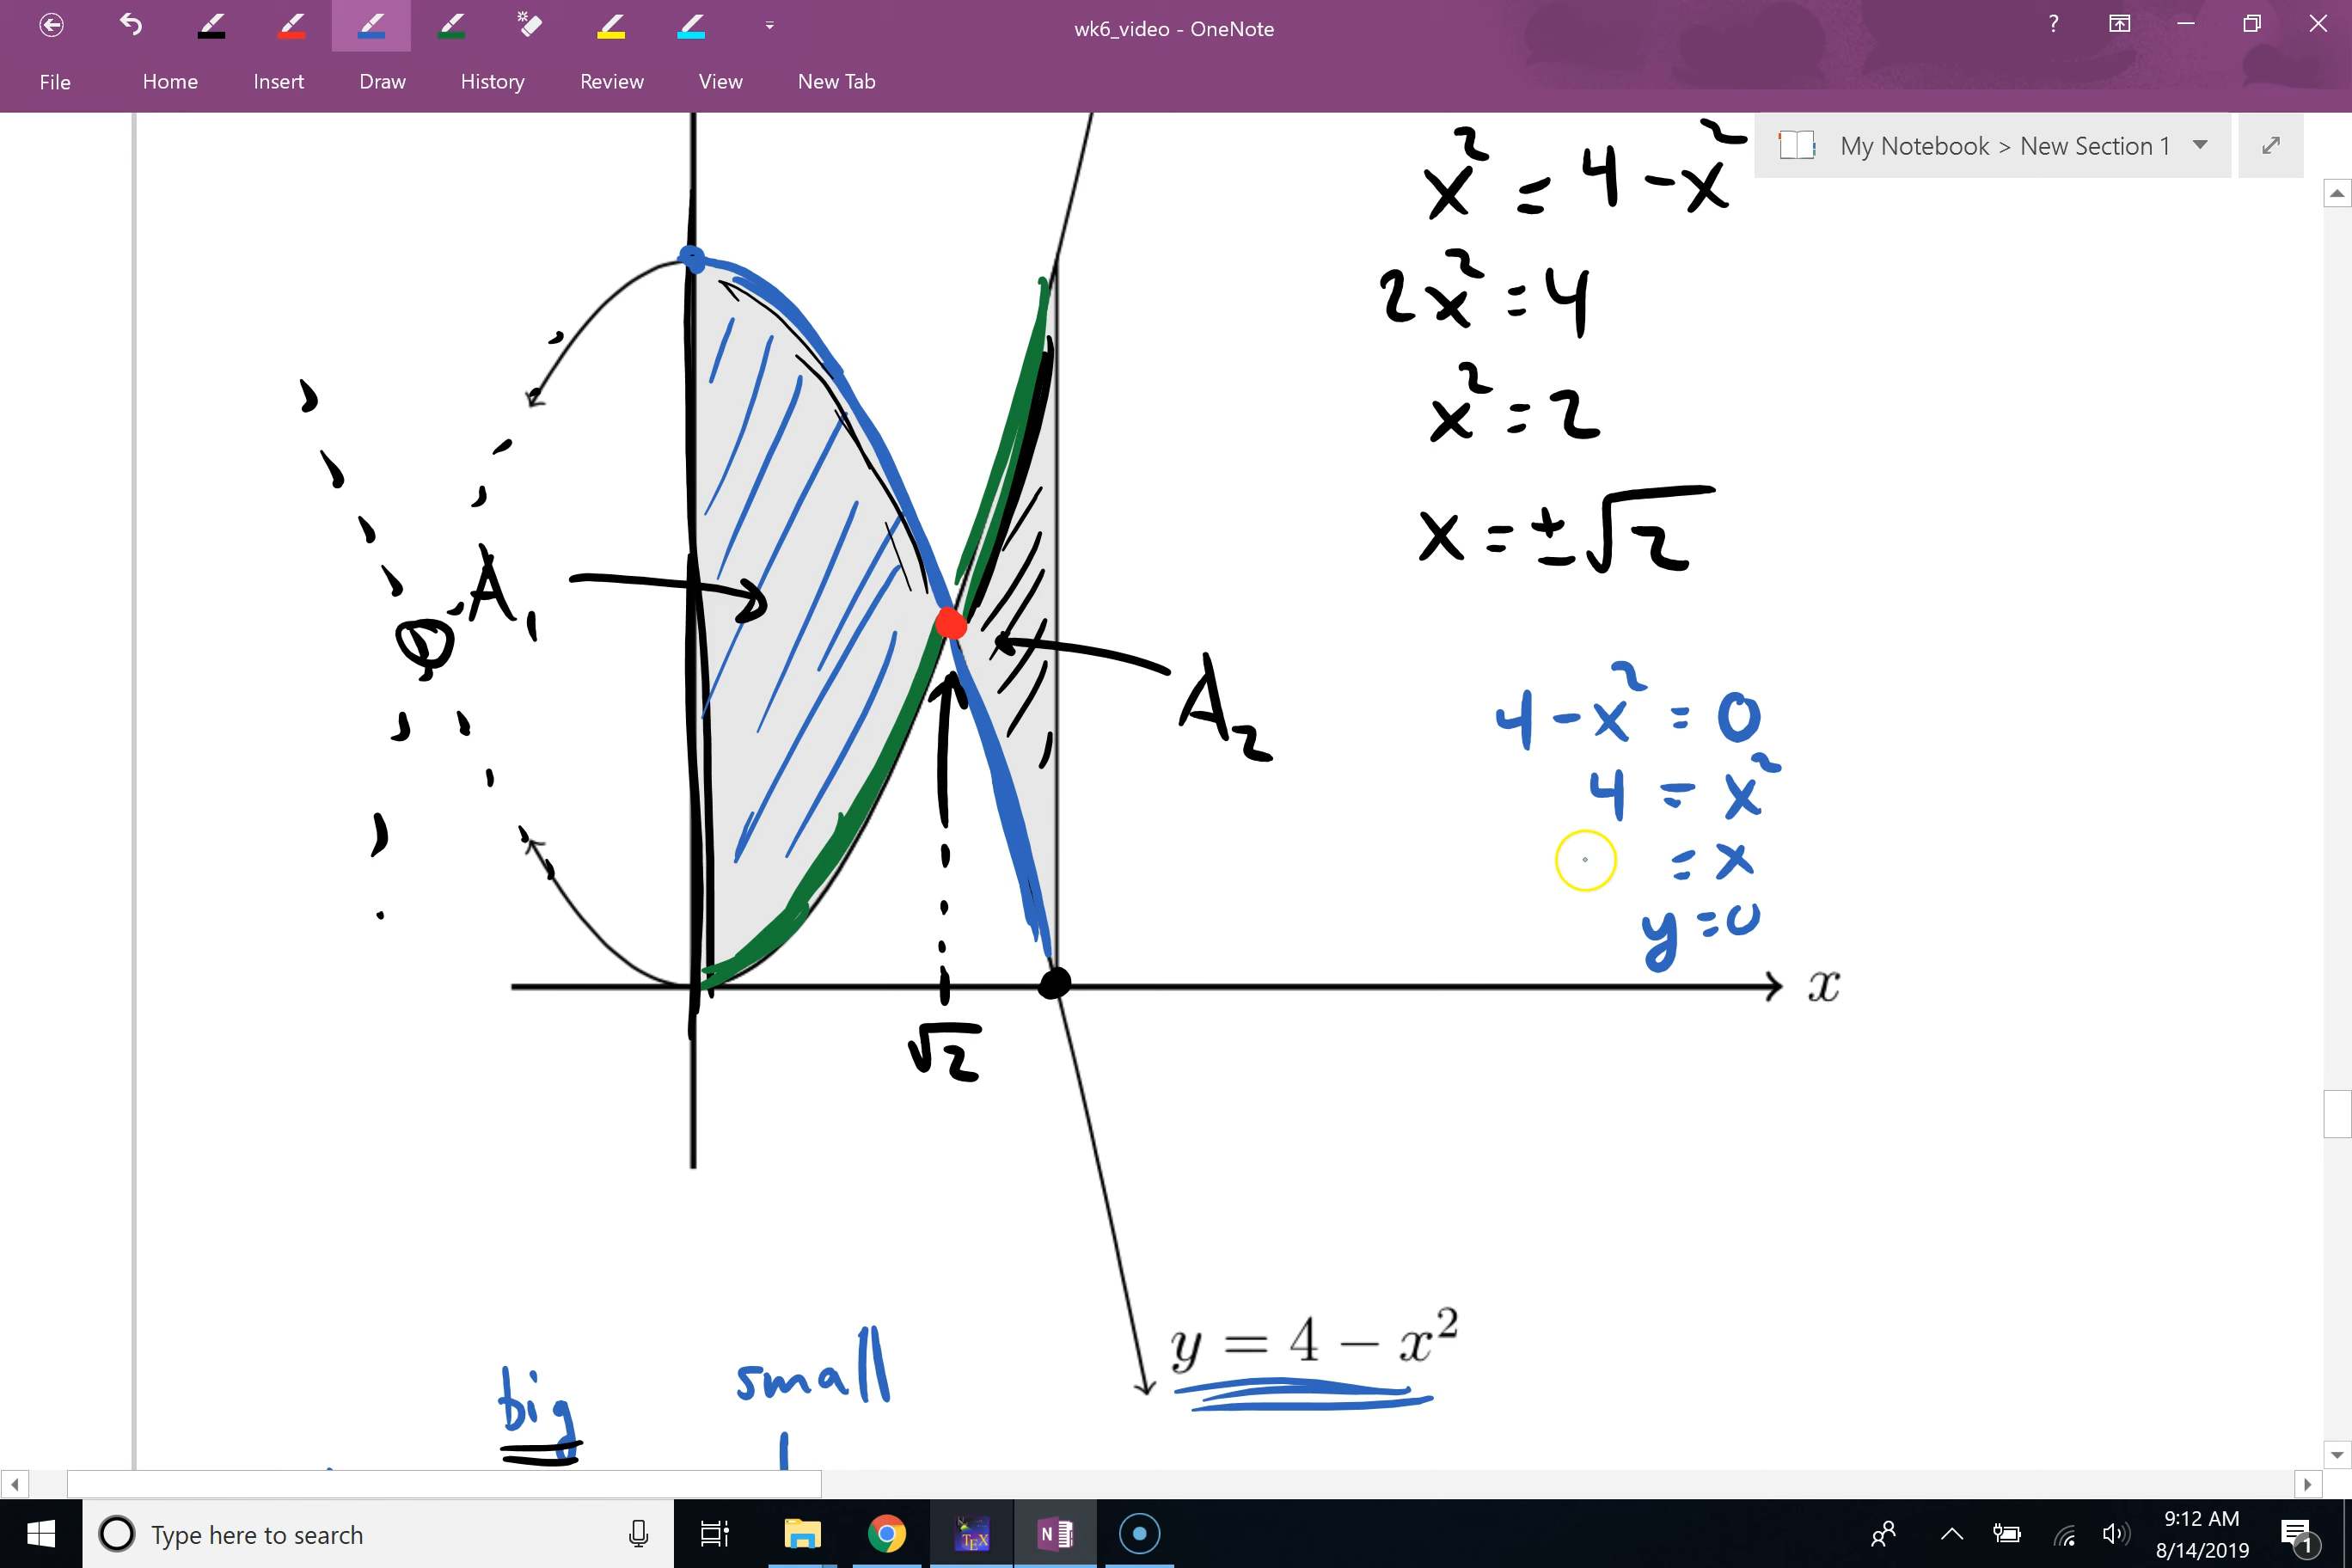 wk6_video - OneNote
?
File Home Insert Draw History Review View New Tab
My Notebook > New Section 1
x² = 4 - x²
2x² = 4
x² = 2
x = ±√2
A₁
A₂
4 - x² = 0
4 = x²
= x
y = 0
x
√2
y = 4 − x²
big small
Type here to search
TEX
N
9:12 AM
8/14/2019
1